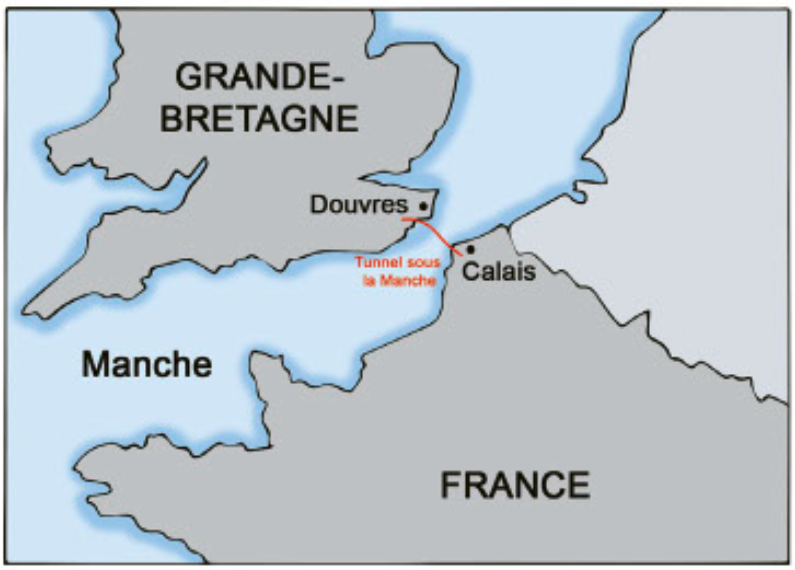 GRANDE-
BRETAGNE
Douvres
Tunnel sous
la Manche
Calais
Manche
FRANCE